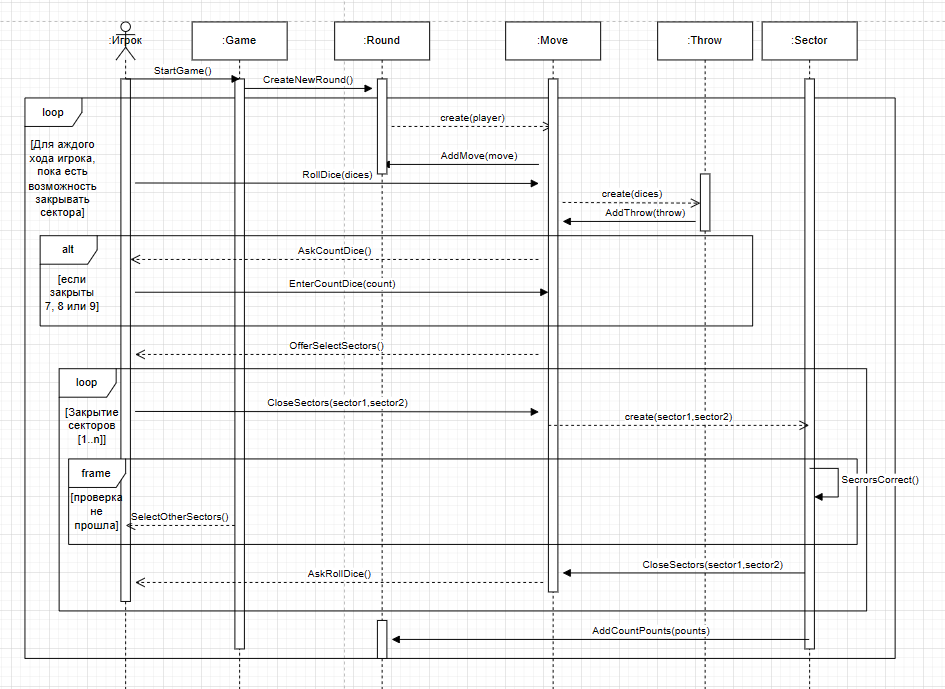 :Игрок
:Game
:Round
:Move
:Throw
:Sector
StartGame()
CreateNewRound()
loop
[Для аждого
хода игрока,
пока есть
возможность
закрывать
сектора]
create(player)
AddMove(move)
RollDice(dices)
create(dices)
AddThrow(throw)
alt
[если
закрыты
7, 8 или 9]
AskCountDice()
EnterCountDice(count)
OfferSelectSectors()
loop
[Закрытие
секторов
[1..n]]
CloseSectors(sector1,sector2)
create(sector1,sector2)
frame
[проверка
не
прошла]
SecrorsCorrect()
SelectOtherSectors()
CloseSectors(sector1,sector2)
AskRollDice()
AddCountPounts(pounts)